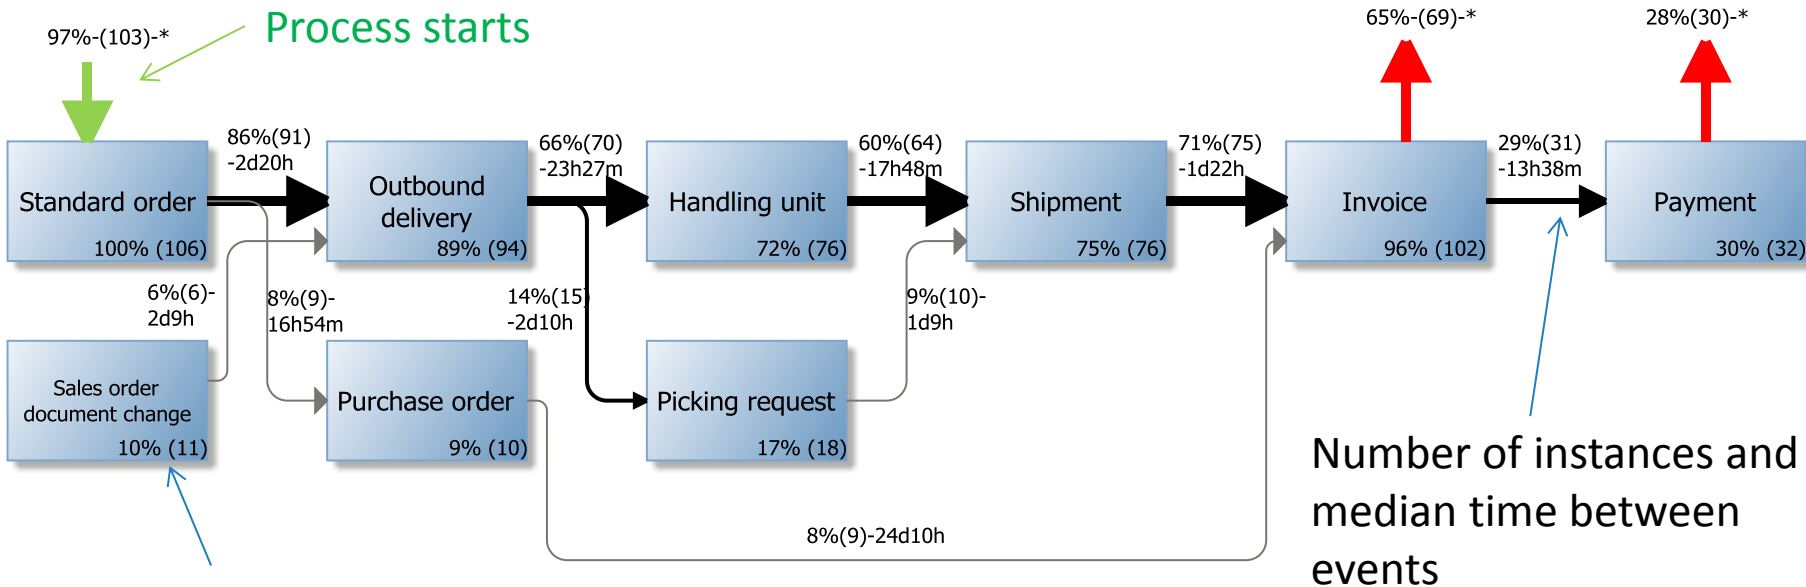 Process starts
97%-(103)-*
65%-(69)-*
28%(30)-*
86%(91)
-2d20h
66%(70)
-23h27m
60%(64)
-17h48m
71%(75)
-1d22h
29%(31)
-13h38m
Standard order
100% (106)
Outbound
delivery
89% (94)
Handling unit
72% (76)
Shipment
75% (76)
Invoice
96% (102)
Payment
30% (32)
6%(6)-
2d9h
8%(9)-
16h54m
14%(15)
-2d10h
9%(10)-
1d9h
Sales order
document change
10% (11)
Purchase order
9% (10)
Picking request
17% (18)
8%(9)-24d10h
Number of instances and
median time between
events